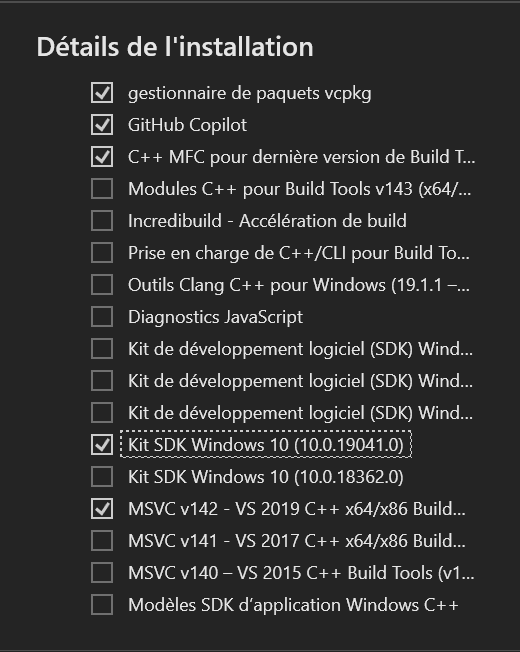 Détails de l'installation
gestionnaire de paquets vcpkg
GitHub Copilot
C++ MFC pour dernière version de Build T...
Modules C++ pour Build Tools v143 (x64/...
Incredibuild - Accélération de build
Prise en charge de C++/CLI pour Build To...
Outils Clang C++ pour Windows (19.1.1 –...
Diagnostics JavaScript
Kit de développement logiciel (SDK) Wind...
Kit de développement logiciel (SDK) Wind...
Kit de développement logiciel (SDK) Wind...
Kit SDK Windows 10 (10.0.19041.0)
Kit SDK Windows 10 (10.0.18362.0)
MSVC v142 - VS 2019 C++ x64/x86 Build...
MSVC v141 - VS 2017 C++ x64/x86 Build...
MSVC v140 – VS 2015 C++ Build Tools (v1...
Modèles SDK d’application Windows C++